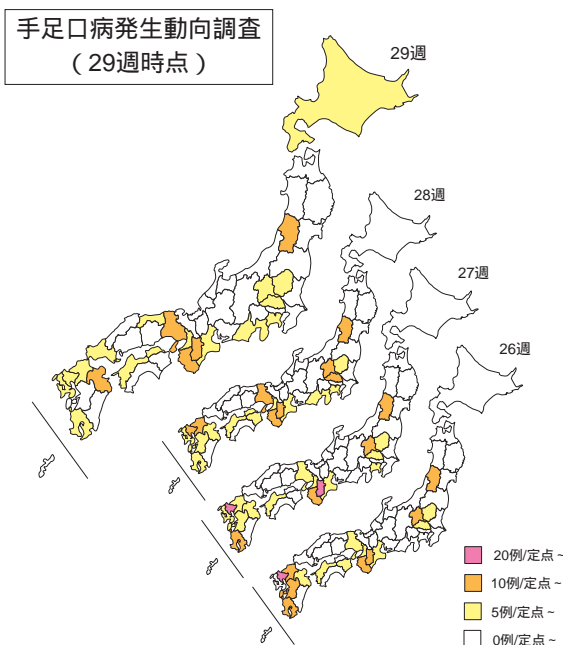 手足口病発生動向調査
(29週時点)
29週
28週
27週
26週
20例/定点~
10例/定点~
5例/定点~
0例/定点~